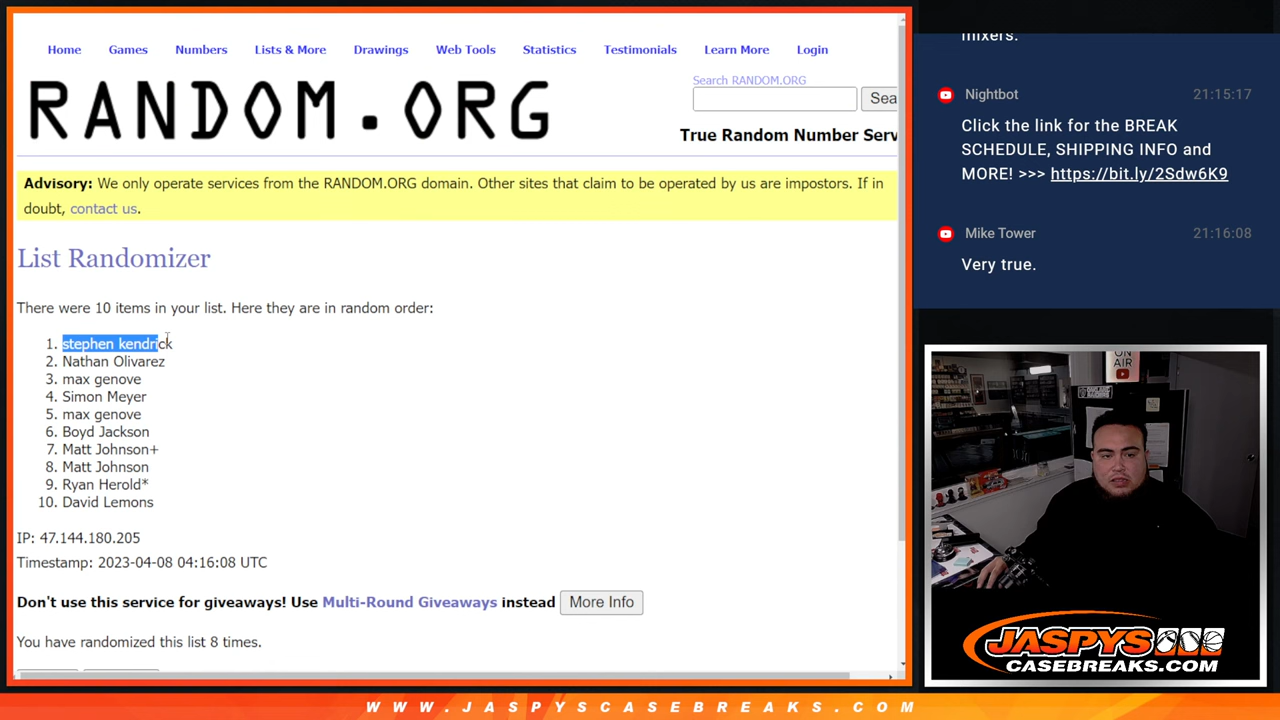 Home Games Numbers Lists & More Drawings Web Tools Statistics Testimonials Learn More Login
RANDOM.ORG
Search RANDOM.ORG
Sea
True Random Number Serv
Advisory: We only operate services from the RANDOM.ORG domain. Other sites that claim to be operated by us are impostors. If in
doubt, contact us.
List Randomizer
There were 10 items in your list. Here they are in random order:
1. stephen kendrick
2. Nathan Olivarez
3. max genove
4. Simon Meyer
5. max genove
6. Boyd Jackson
7. Matt Johnson+
8. Matt Johnson
9. Ryan Herold*
10. David Lemons
IP: 47.144.180.205
Timestamp: 2023-04-08 04:16:08 UTC
Don't use this service for giveaways! Use Multi-Round Giveaways instead More Info
You have randomized this list 8 times.
mixers.
Nightbot 21:15:17
Click the link for the BREAK
SCHEDULE, SHIPPING INFO and
MORE! >>> https://bit.ly/2Sdw6K9
Mike Tower 21:16:08
Very true.
ON
AIR
JASPYS
CASEBREAKS.COM
WWW.JASPYSCASEBREAKS.COM